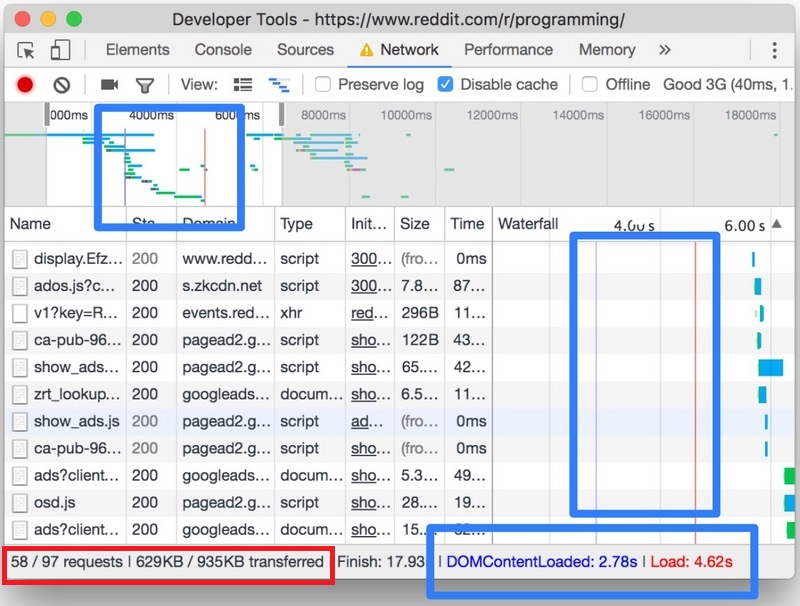 Developer Tools - https://www.reddit.com/r/programming/
Elements Console Sources Network Performance Memory »
View: Preserve log Disable cache Offline Good 3G (40ms, 1.
000ms 4000ms 6000ms 8000ms 10000ms 12000ms 14000ms 16000ms 18000ms
Name Sta Domain Type Init... Size Time Waterfall 4.00 s 6.00 s ▲
display.Efz... 200 www.redd... script 300... (fro... 0ms
ados.js?c... 200 s.zkcdn.net script 300... 7.8... 87...
v1?key=R... 200 events.red... xhr red... 296B 11...
ca-pub-96... 200 pagead2.g... script sho... 122B 43...
show_ads... 200 pagead2.g... script sho... 65.... 42...
zrt_lookup... 200 googleads... docum... sho... 6.5... 11...
show_ads.js 200 pagead2.g... script ad... (fro... 0ms
ca-pub-96... 200 pagead2.g... script sho... (fro... 0ms
ads?client... 200 googleads... docum... sho... 5.3... 49...
osd.js 200 pagead2.g... script sho... 28.... 19...
ads?client... 200 googleads... docum... sho... 15....
58 / 97 requests | 629KB / 935KB transferred Finish: 17.93 | DOMContentLoaded: 2.78s | Load: 4.62s